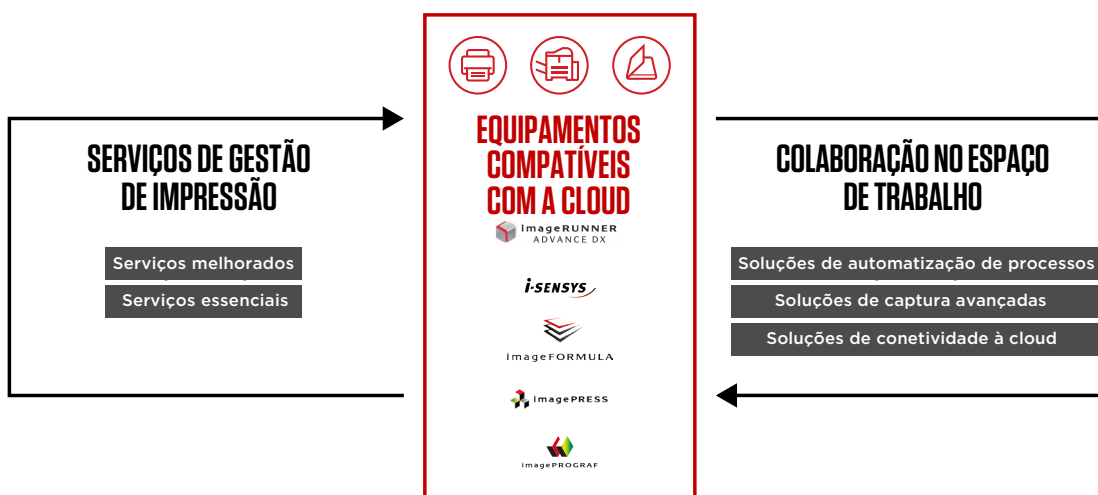 SERVIÇOS DE GESTÃO
DE IMPRESSÃO
Serviços melhorados
Serviços essenciais
EQUIPAMENTOS
COMPATÍVEIS
COM A CLOUD
imageRUNNER
ADVANCE DX
i-SENSYS
imageFORMULA
imagePRESS
imagePROGRAF
COLABORAÇÃO NO ESPAÇO
DE TRABALHO
Soluções de automatização de processos
Soluções de captura avançadas
Soluções de conetividade à cloud